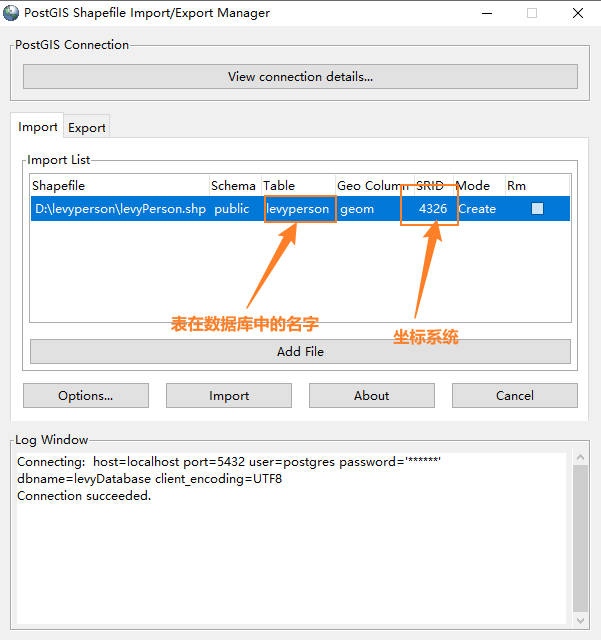 PostGIS Shapefile Import/Export Manager
PostGIS Connection
View connection details...
Import Export
Import List
Shapefile Schema Table Geo Column SRID Mode Rm
D:\levyperson\levyPerson.shp public levyperson geom 4326 Create
表在数据库中的名字
坐标系统
Add File
Options... Import About Cancel
Log Window
Connecting:  host=localhost port=5432 user=postgres password='******'
dbname=levyDatabase client_encoding=UTF8
Connection succeeded.